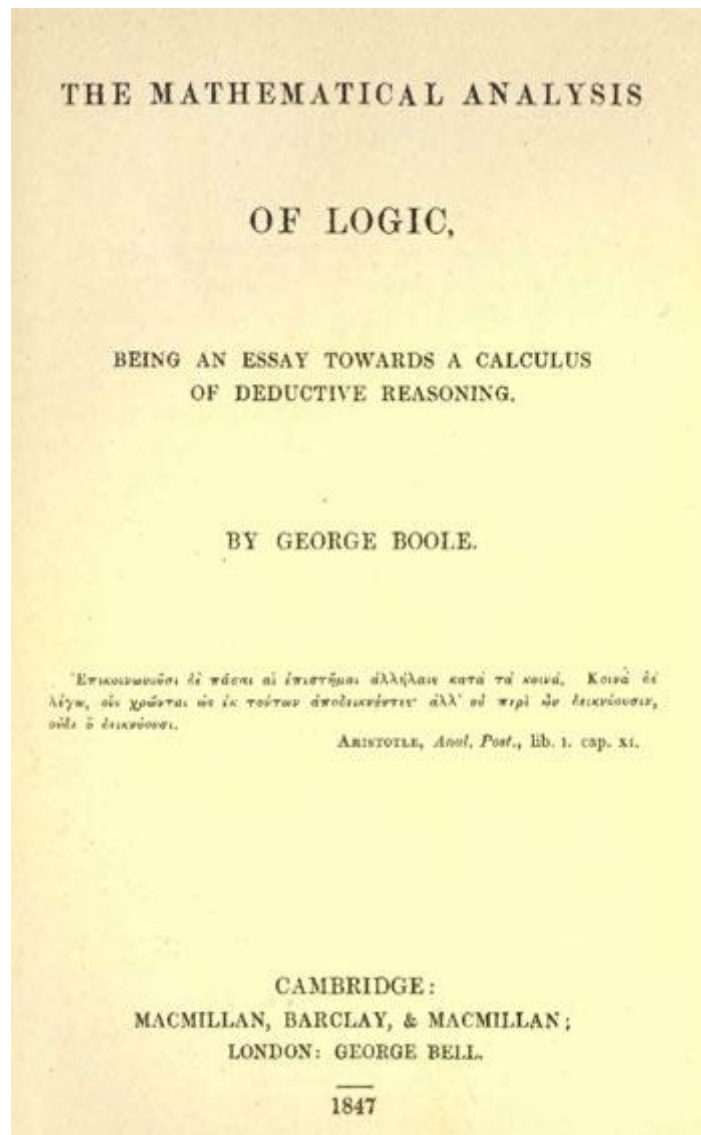 THE MATHEMATICAL ANALYSIS
OF LOGIC,
BEING AN ESSAY TOWARDS A CALCULUS
OF DEDUCTIVE REASONING.
BY GEORGE BOOLE.
Ἐπικοινωνοῦσι δὲ πᾶσαι αἱ ἐπιστῆμαι ἀλλήλαις κατὰ τὰ κοινά. Κοινὰ δὲ
λέγω, οἷς χρῶνται ὡς ἐκ τούτων ἀποδεικνύντες· ἀλλ' οὐ περὶ ὧν δεικνύουσιν,
οὐδὲ ὃ δεικνύουσι.
ARISTOTLE, Anal. Post., lib. I. cap. XI.
CAMBRIDGE:
MACMILLAN, BARCLAY, & MACMILLAN;
LONDON: GEORGE BELL.
1847